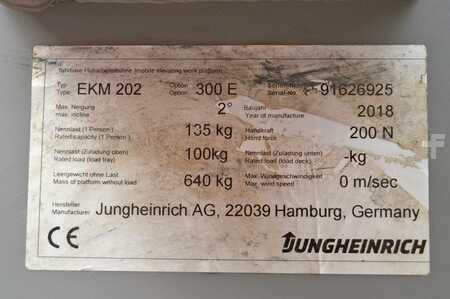 fahrbare Hubarbeitsbühne (mobile elevating work platform)
Typ Type EKM 202 Option Option 300 E Serien-Nr. Serial-No. 91626925
Max. Neigung max. incline 2° Baujahr Year of manufacture 2018
Nennlast (1 Person) Rated capacity (1 Person) 135 kg Handkraft Hand force 200 N
Nennlast (Zuladung oben) Rated load (load tray) 100kg Nennlast (Zuladung unten) Rated load (load deck) -kg
Leergewicht ohne Last Mass of platform without load 640 kg Max. Windgeschwindigkeit Max. wind speed 0 m/sec
Hersteller Manufacturer Jungheinrich AG, 22039 Hamburg, Germany
CE JUNGHEINRICH